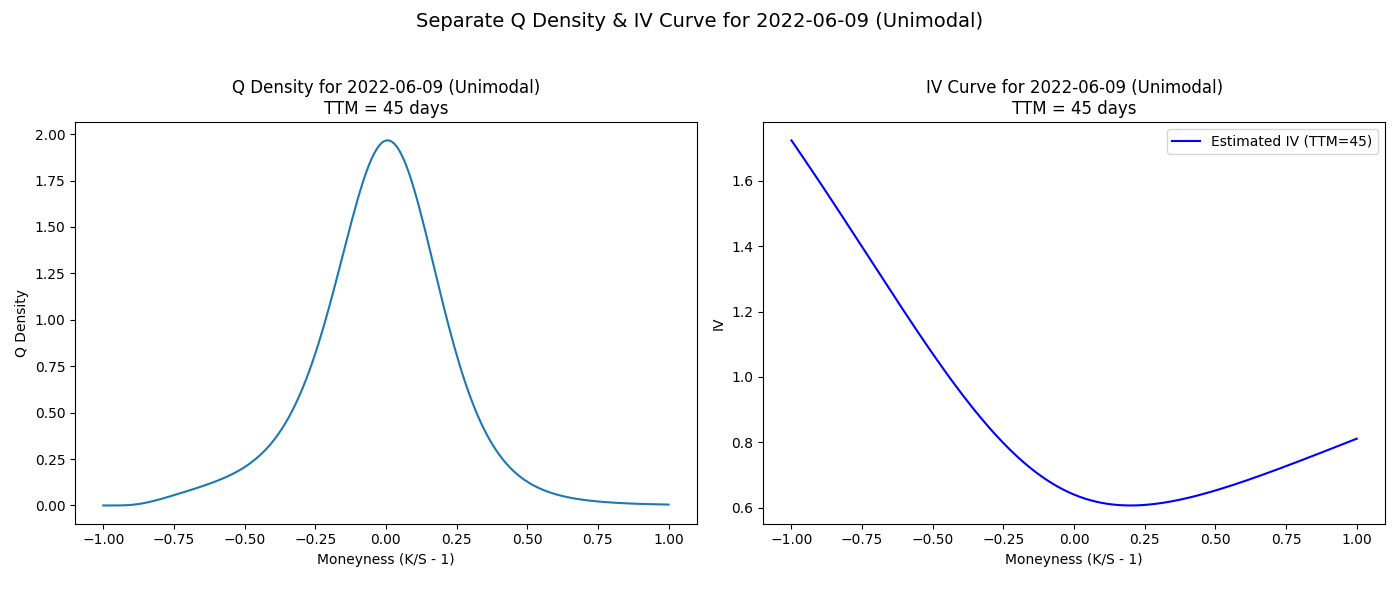 Separate Q Density & IV Curve for 2022-06-09 (Unimodal)
Q Density for 2022-06-09 (Unimodal)
TTM = 45 days
2.00
1.75
1.50
1.25
1.00
0.75
0.50
0.25
0.00
Q Density
−1.00 −0.75 −0.50 −0.25 0.00 0.25 0.50 0.75 1.00
Moneyness (K/S - 1)
IV Curve for 2022-06-09 (Unimodal)
TTM = 45 days
Estimated IV (TTM=45)
1.6
1.4
1.2
1.0
0.8
0.6
IV
−1.00 −0.75 −0.50 −0.25 0.00 0.25 0.50 0.75 1.00
Moneyness (K/S - 1)